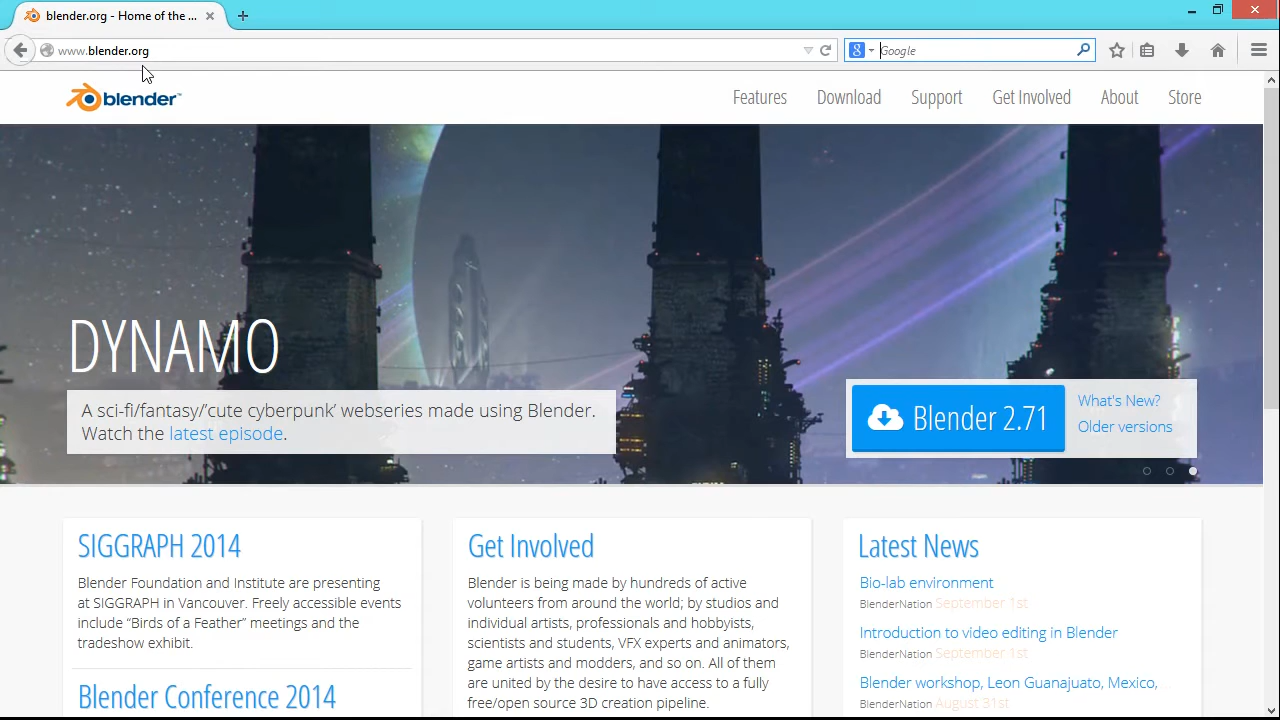 blender.org - Home of the ...
www.blender.org
Google
blender
Features Download Support Get Involved About Store
DYNAMO
A sci-fi/fantasy/'cute cyberpunk' webseries made using Blender.
Watch the latest episode.
Blender 2.71
What's New?
Older versions
SIGGRAPH 2014
Blender Foundation and Institute are presenting
at SIGGRAPH in Vancouver. Freely accessible events
include "Birds of a Feather" meetings and the
tradeshow exhibit.
Blender Conference 2014
Get Involved
Blender is being made by hundreds of active
volunteers from around the world; by studios and
individual artists, professionals and hobbyists,
scientists and students, VFX experts and animators,
game artists and modders, and so on. All of them
are united by the desire to have access to a fully
free/open source 3D creation pipeline.
Latest News
Bio-lab environment
BlenderNation September 1st
Introduction to video editing in Blender
BlenderNation September 1st
Blender workshop, Leon Guanajuato, Mexico,
BlenderNation August 31st